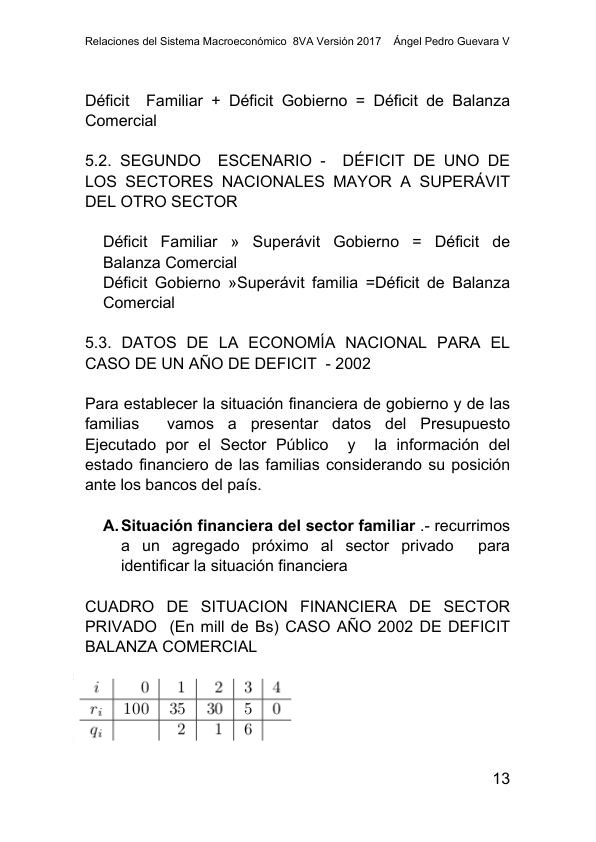 Relaciones del Sistema Macroeconómico 8VA Versión 2017 Ángel Pedro Guevara V
Déficit Familiar + Déficit Gobierno = Déficit de Balanza
Comercial
5.2. SEGUNDO ESCENARIO - DÉFICIT DE UNO DE
LOS SECTORES NACIONALES MAYOR A SUPERÁVIT
DEL OTRO SECTOR
Déficit Familiar » Superávit Gobierno = Déficit de
Balanza Comercial
Déficit Gobierno »Superávit familia =Déficit de Balanza
Comercial
5.3. DATOS DE LA ECONOMÍA NACIONAL PARA EL
CASO DE UN AÑO DE DEFICIT - 2002
Para establecer la situación financiera de gobierno y de las
familias vamos a presentar datos del Presupuesto
Ejecutado por el Sector Público y la información del
estado financiero de las familias considerando su posición
ante los bancos del país.
A. Situación financiera del sector familiar .- recurrimos
a un agregado próximo al sector privado para
identificar la situación financiera
CUADRO DE SITUACION FINANCIERA DE SECTOR
PRIVADO (En mill de Bs) CASO AÑO 2002 DE DEFICIT
BALANZA COMERCIAL
i 0 1 2 3 4
ri 100 35 30 5 0
qi 2 1 6
13